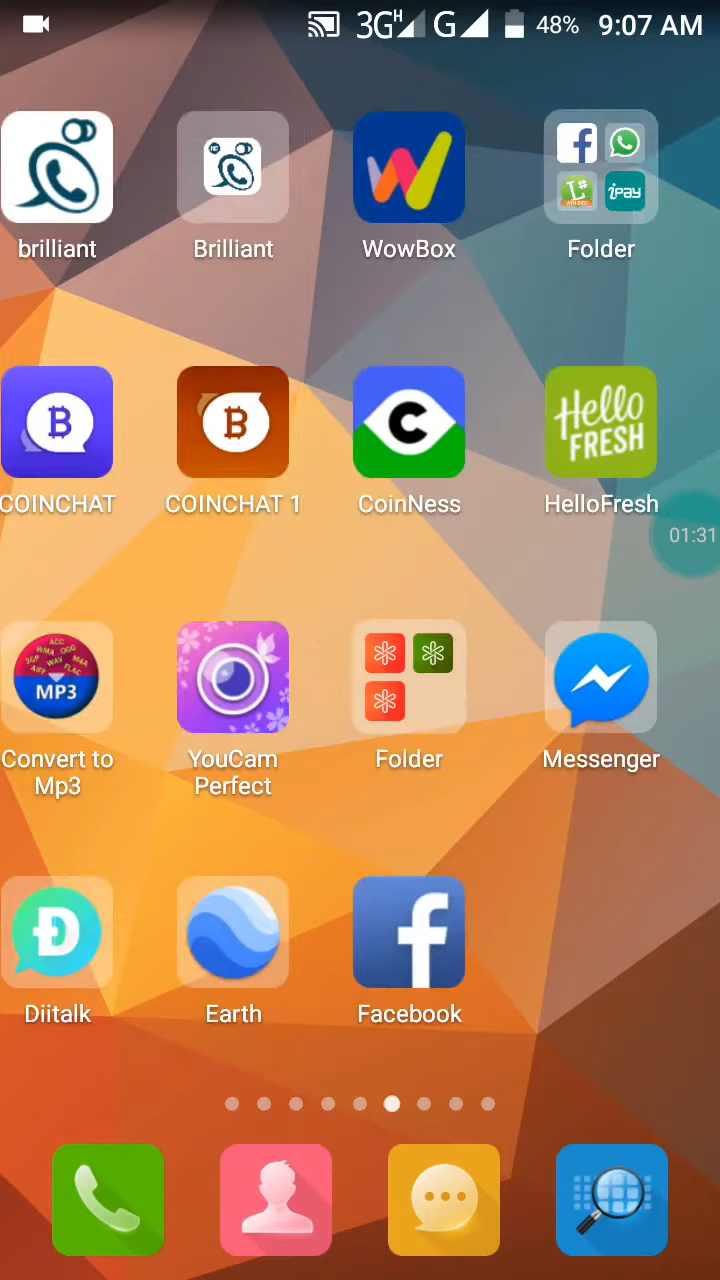 3G H G 48% 9:07 AM
iPay
brilliant Brilliant WowBox Folder
B B C Hello FRESH
COINCHAT COINCHAT 1 CoinNess HelloFresh
01:31
MP3
Convert to Mp3 YouCam Perfect Folder Messenger
Diitalk Earth Facebook